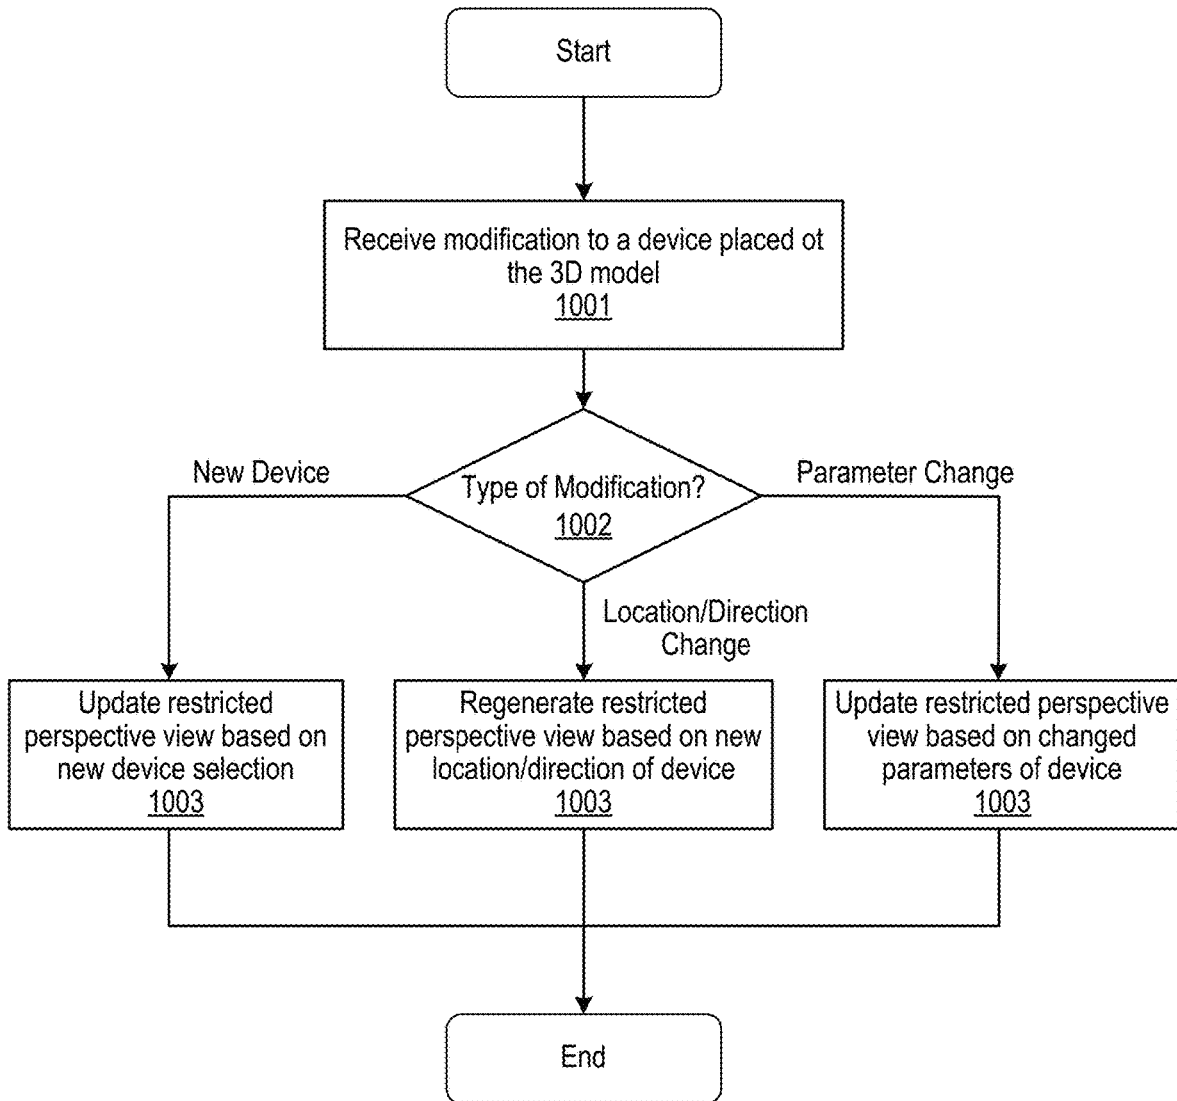 Start
Receive modification to a device placed ot
the 3D model
1001
New Device
Type of Modification?
1002
Parameter Change
Location/Direction
Change
Update restricted
perspective view based on
new device selection
1003
Regenerate restricted
perspective view based on new
location/direction of device
1003
Update restricted perspective
view based on changed
parameters of device
1003
End